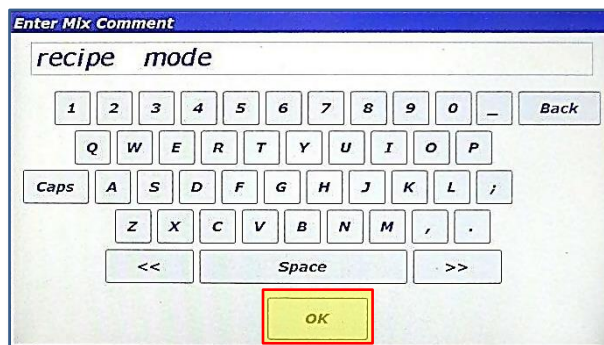 Enter Mix Comment
recipe mode
1 2 3 4 5 6 7 8 9 0 _ Back
Q W E R T Y U I O P
Caps A S D F G H J K L ;
Z X C V B N M , .
<< Space >>
OK